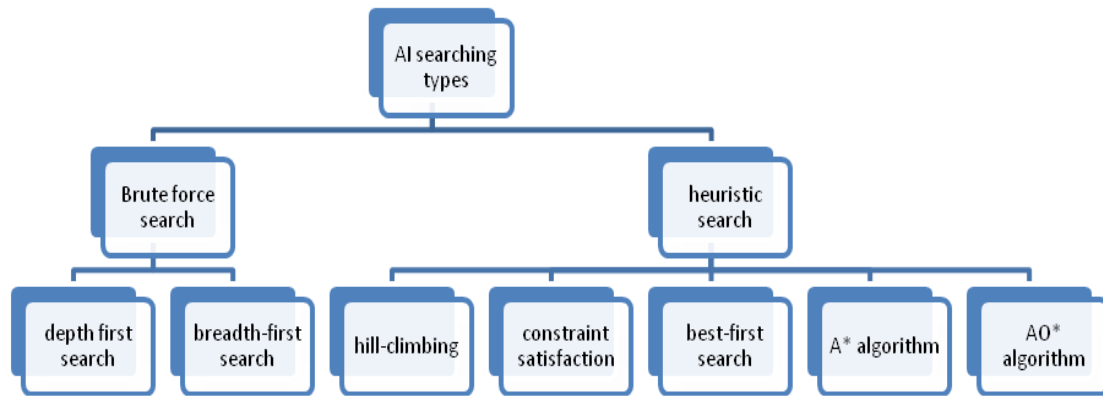 AI searching
types
Brute force
search
heuristic
search
depth first
search
breadth-first
search
hill-climbing
constraint
satisfaction
best-first
search
A* algorithm
AO*
algorithm